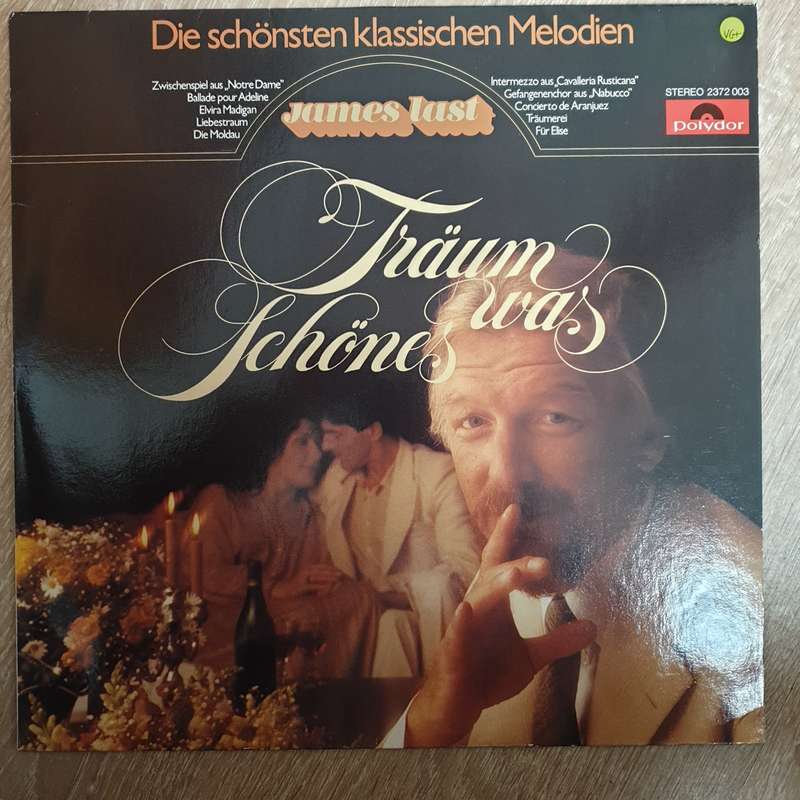 Die schönsten klassischen Melodien
VG+
Zwischenspiel aus „Notre Dame"
Ballade pour Adeline
Elvira Madigan
Liebestraum
Die Moldau
James Last
Intermezzo aus „Cavalleria Rusticana"
Gefangenenchor aus „Nabucco"
Concierto de Aranjuez
Träumerei
Für Elise
STEREO 2372 003
Polydor
Träum
was
Schönes